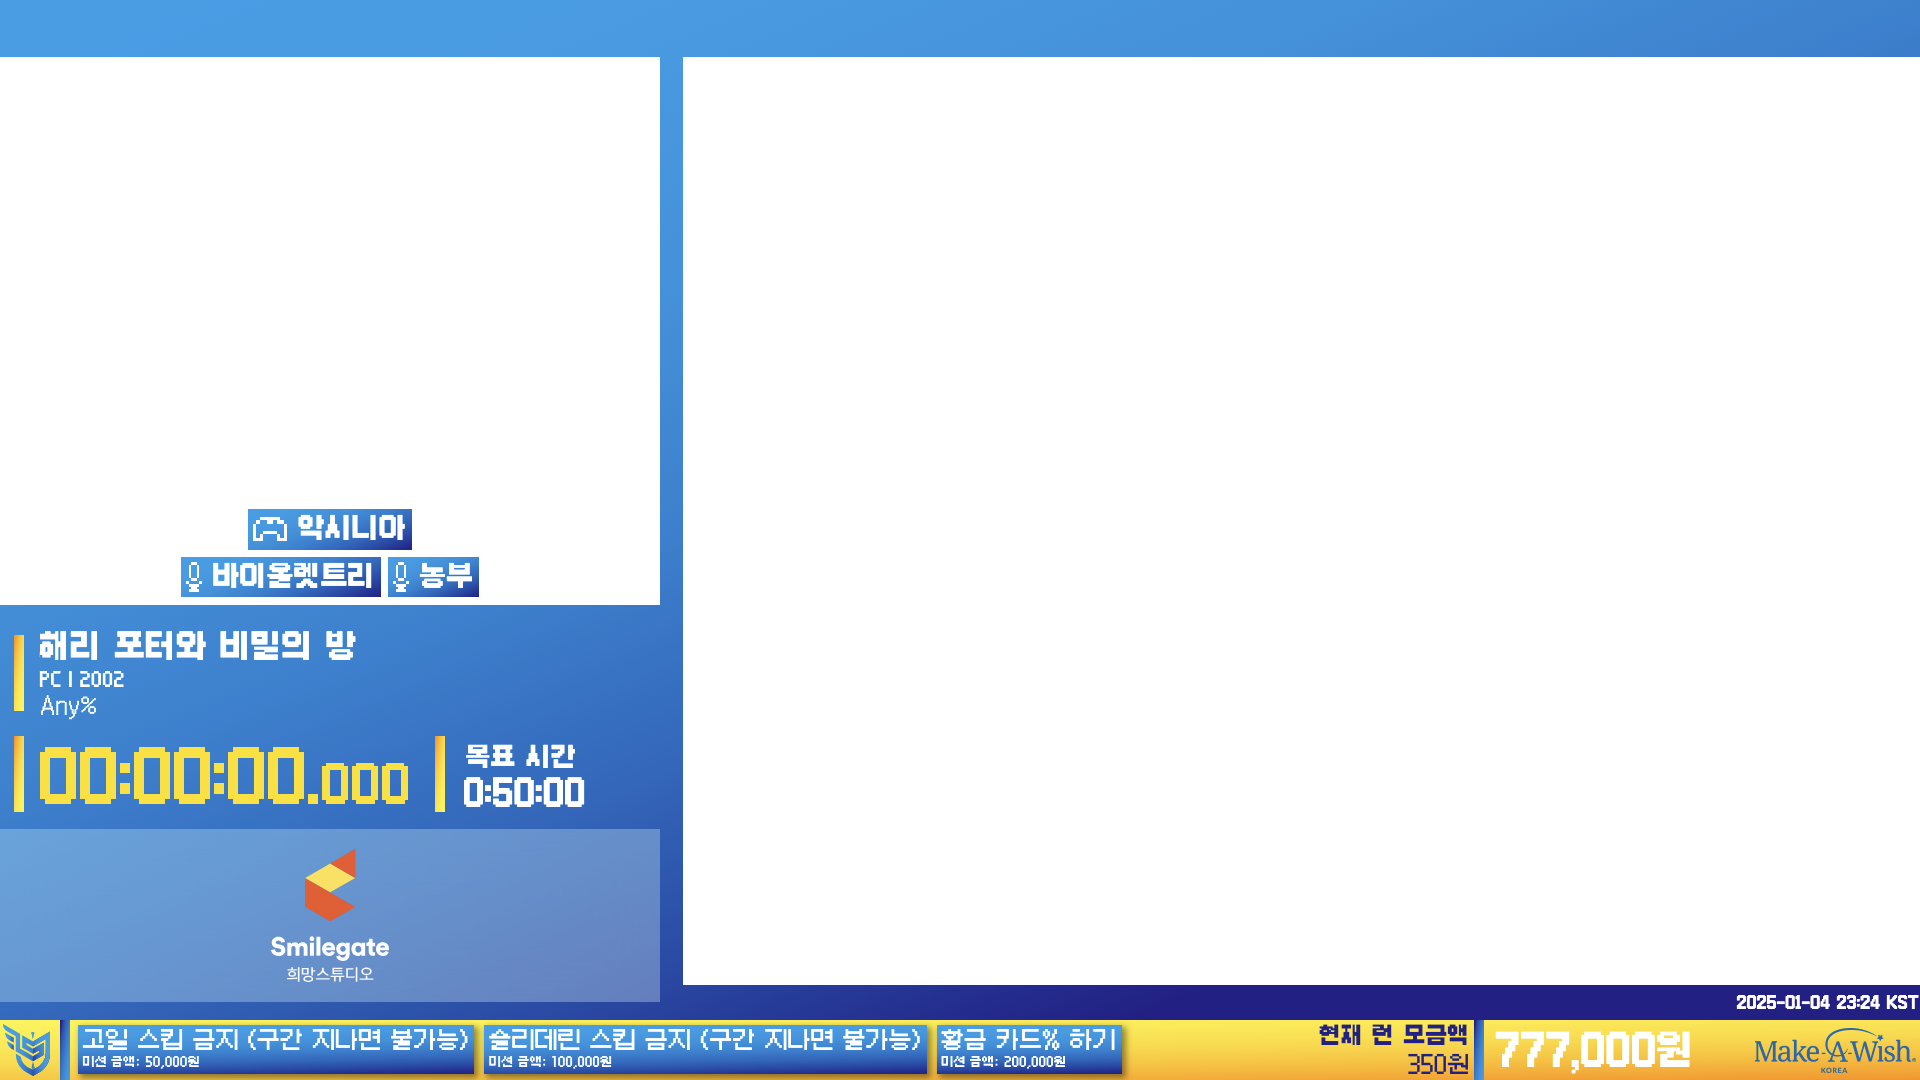 악시니아
바이올렛트리 농부
해리 포터와 비밀의 방
PC | 2002
Any%
00:00:00.000
목표 시간
0:50:00
Smilegate
희망스튜디오
2025-01-04 23:24 KST
고일 스킵 금지 (구간 지나면 불가능)
미션 금액: 50,000원
슬리데린 스킵 금지 (구간 지나면 불가능)
미션 금액: 100,000원
황금 카드% 하기
미션 금액: 200,000원
현재 런 모금액
350원
777,000원
Make-A-Wish.
KOREA